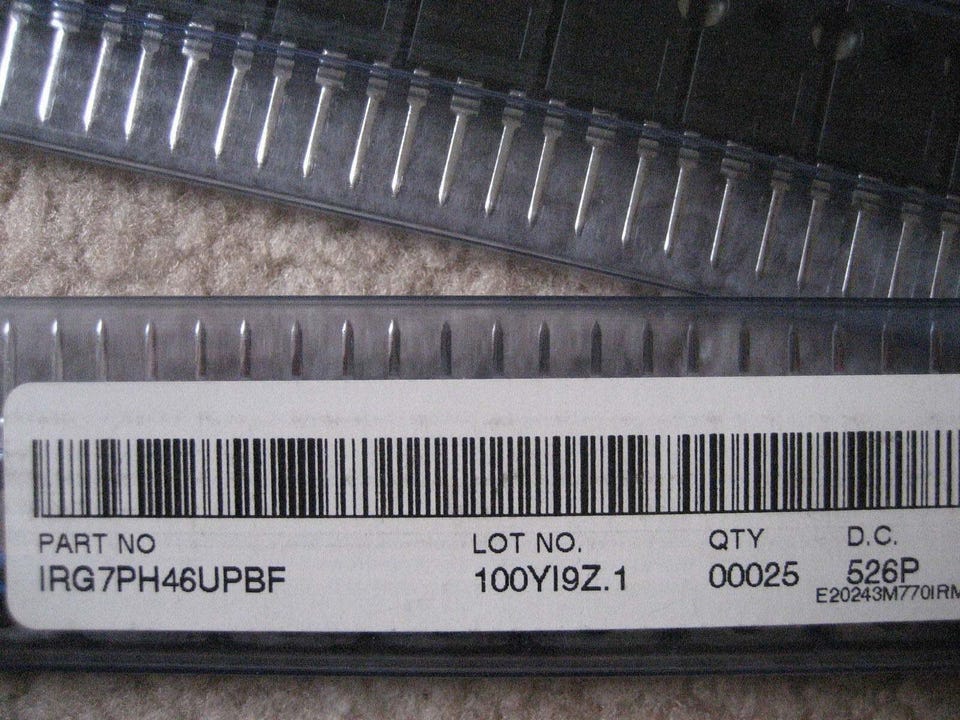 PART NO LOT NO. QTY D.C.
IRG7PH46UPBF 100YI9Z.1 00025 526P
E20243M770IRM